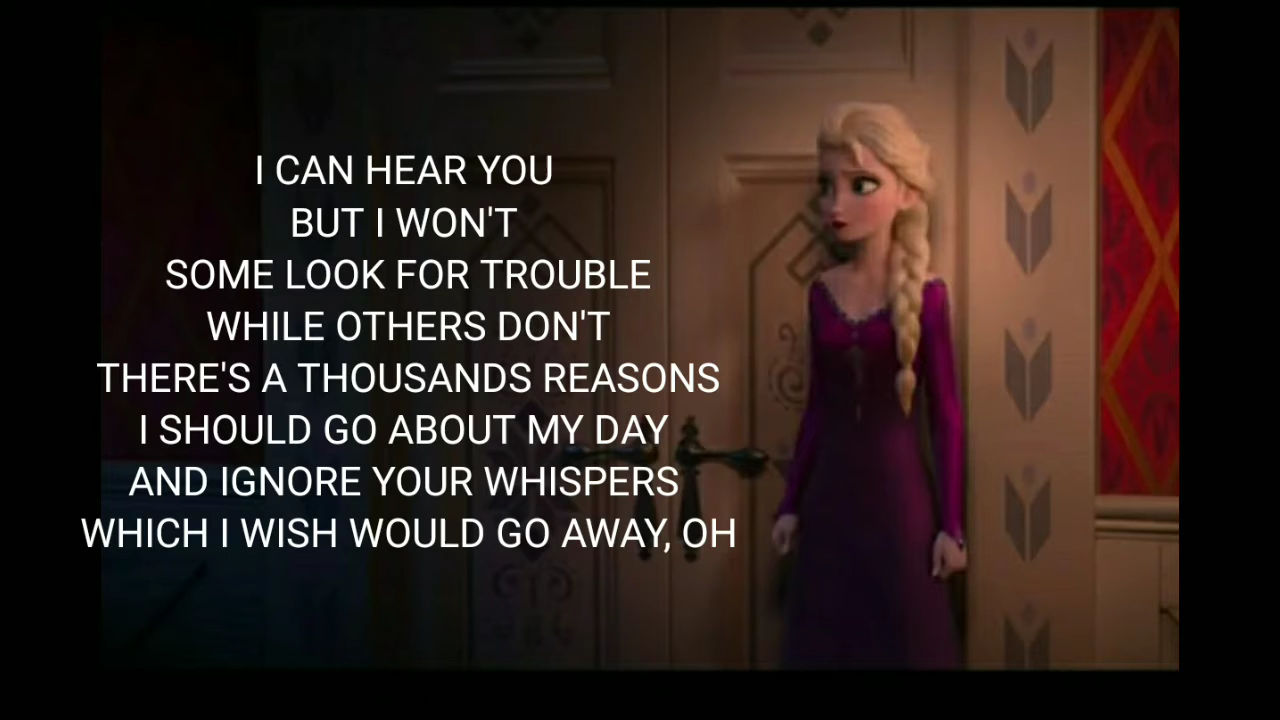 I CAN HEAR YOU
BUT I WON'T
SOME LOOK FOR TROUBLE
WHILE OTHERS DON'T
THERE'S A THOUSANDS REASONS
I SHOULD GO ABOUT MY DAY
AND IGNORE YOUR WHISPERS
WHICH I WISH WOULD GO AWAY, OH